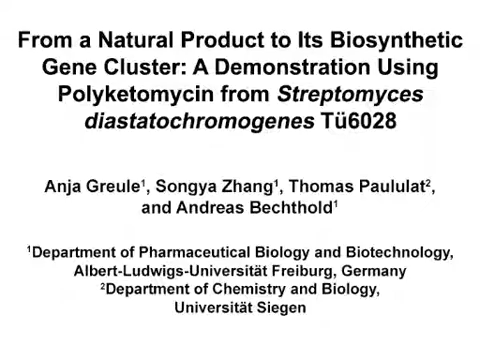 From a Natural Product to Its Biosynthetic
Gene Cluster: A Demonstration Using
Polyketomycin from Streptomyces
diastatochromogenes Tü6028
Anja Greule¹, Songya Zhang¹, Thomas Paululat²,
and Andreas Bechthold¹
¹Department of Pharmaceutical Biology and Biotechnology,
Albert-Ludwigs-Universität Freiburg, Germany
²Department of Chemistry and Biology,
Universität Siegen